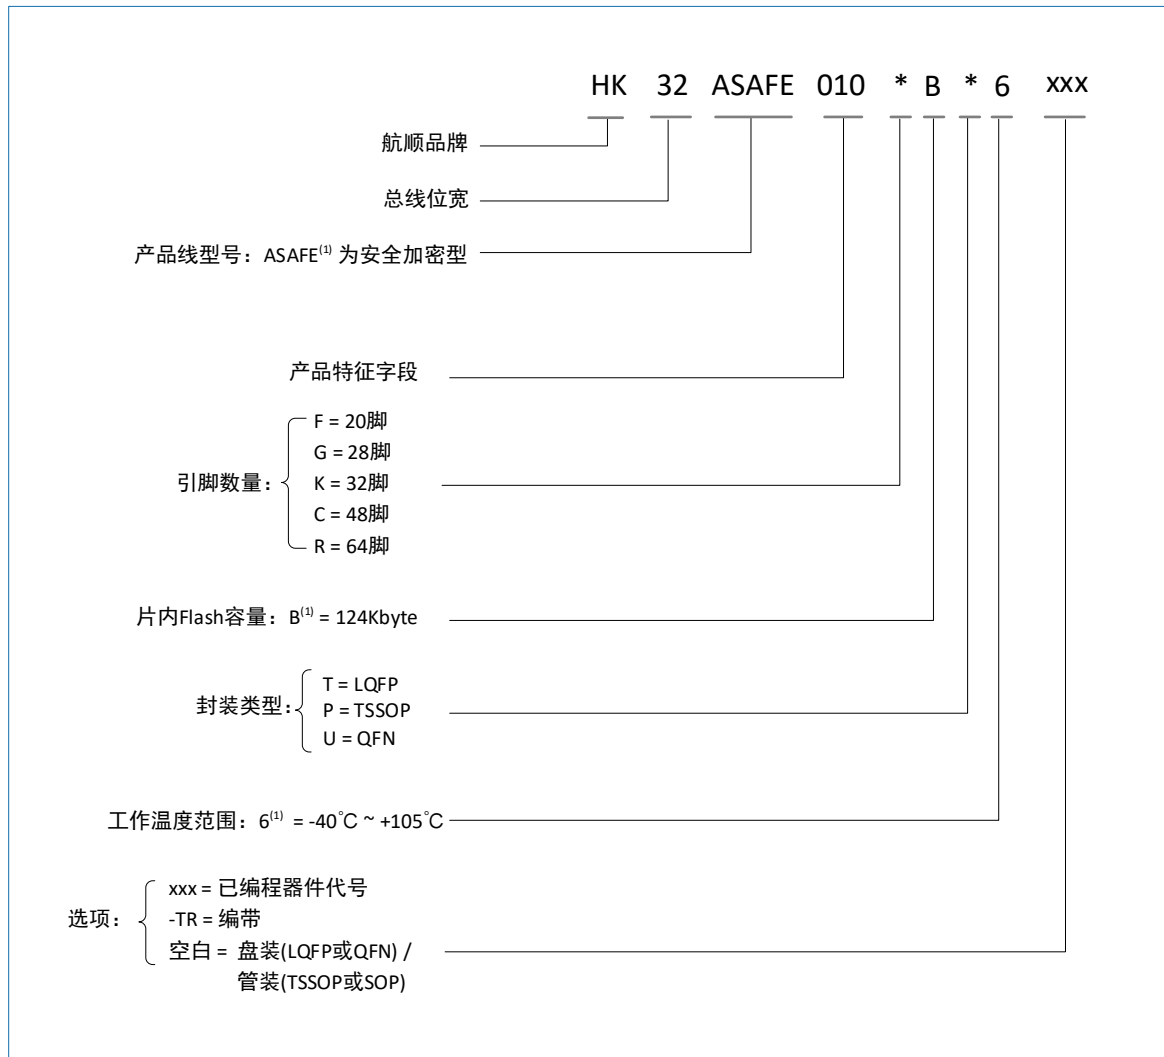 HK 32 ASAFE 010 * B * 6 xxx
航顺品牌
总线位宽
产品线型号：ASAFE(1) 为安全加密型
产品特征字段
F = 20脚
G = 28脚
引脚数量： K = 32脚
C = 48脚
R = 64脚
片内Flash容量：B(1) = 124Kbyte
T = LQFP
封装类型： P = TSSOP
U = QFN
工作温度范围：6(1) = -40℃ ~ +105℃
xxx = 已编程器件代号
选项： -TR = 编带
空白 = 盘装(LQFP或QFN) /
管装(TSSOP或SOP)